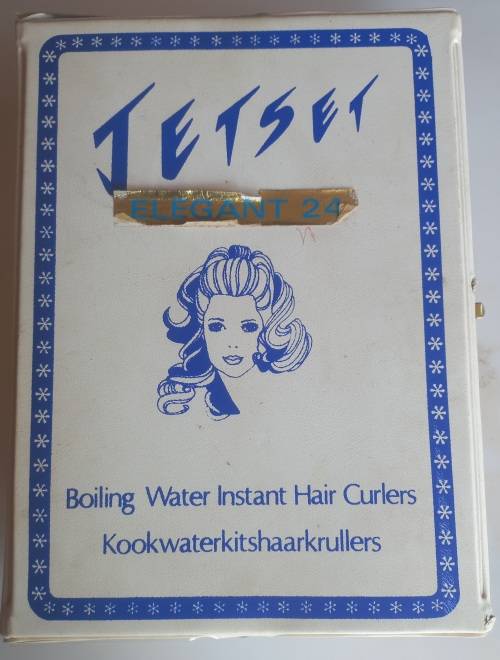 JETSET
ELEGANT 24
Boiling Water Instant Hair Curlers
Kookwaterkitshaarkrullers